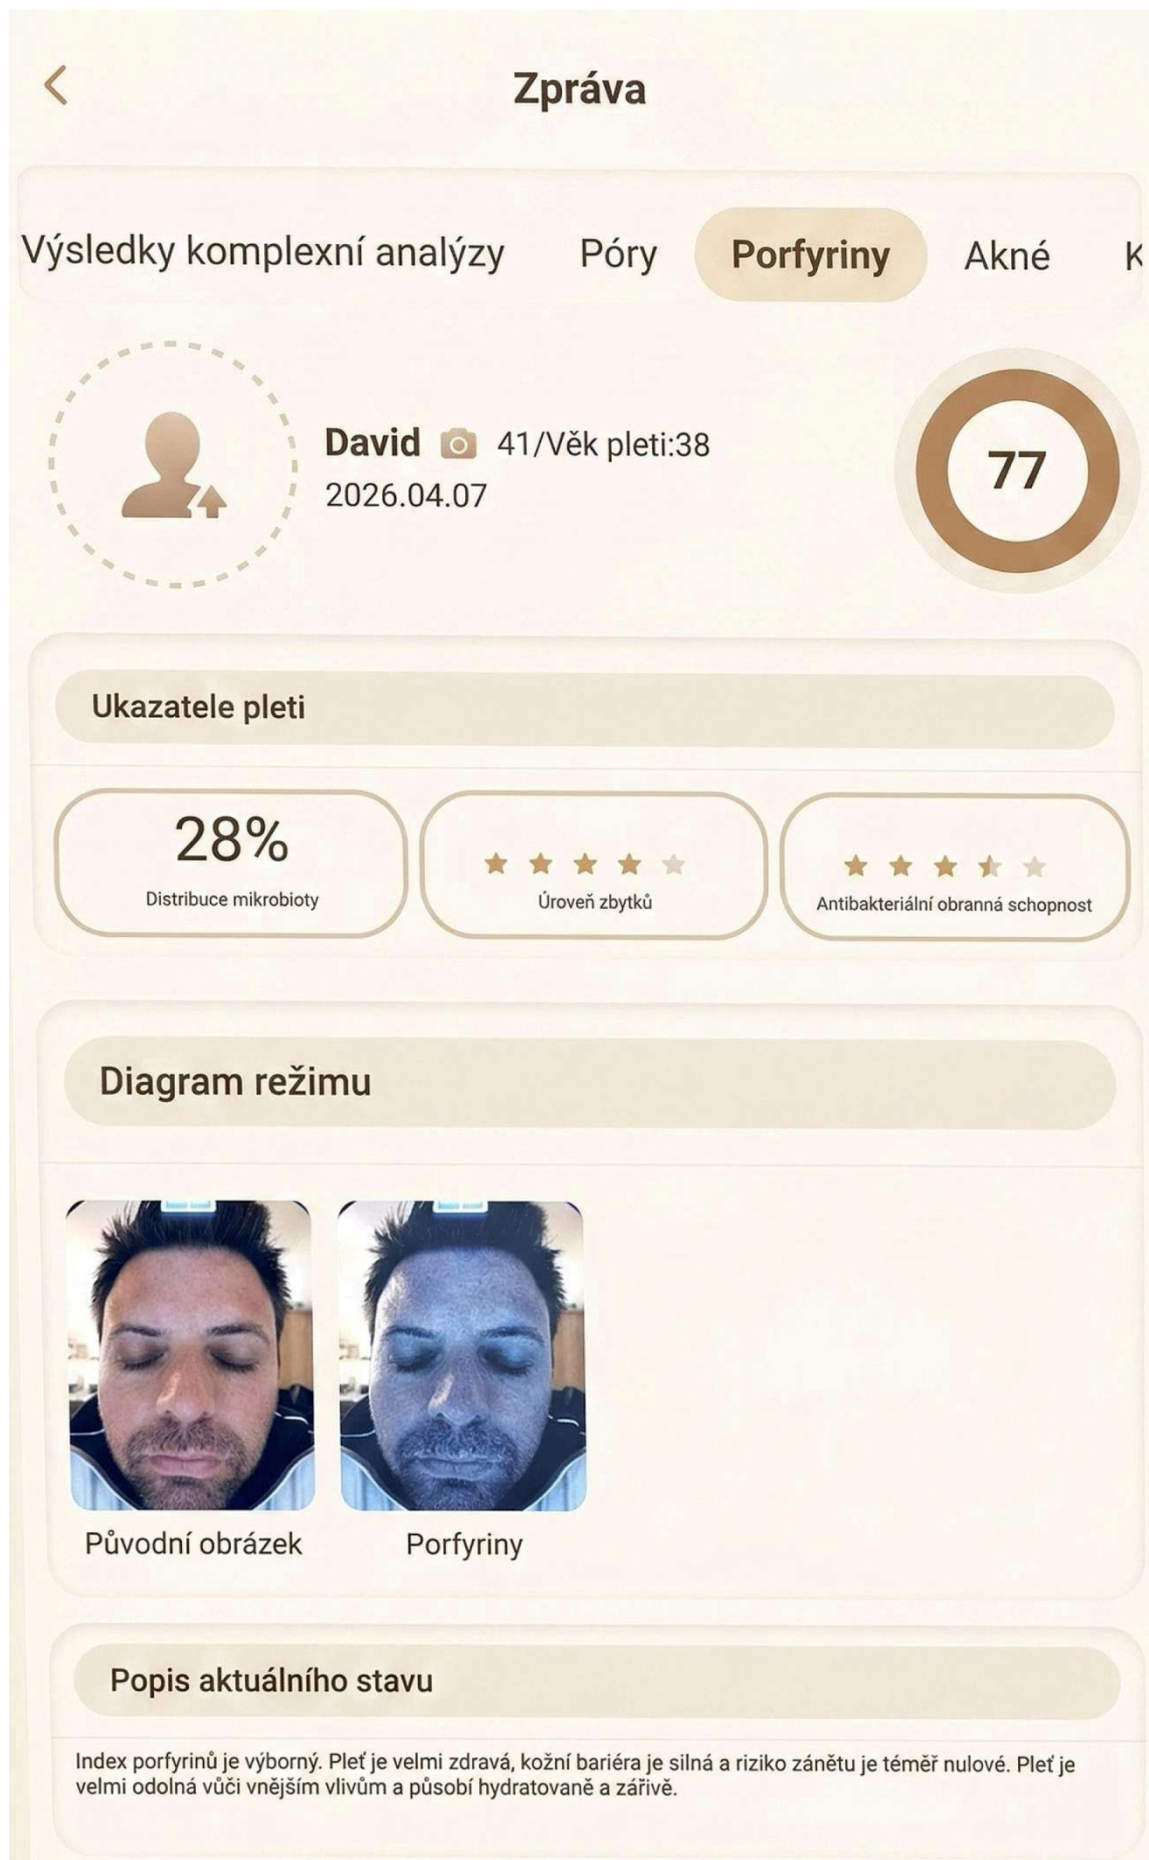 Zpráva
Výsledky komplexní analýzy Póry Porfyriny Akné K
David 41/Věk pleti:38
2026.04.07
77
Ukazatele pleti
28%
Distribuce mikrobioty
Úroveň zbytků
Antibakteriální obranná schopnost
Diagram režimu
Původní obrázek
Porfyriny
Popis aktuálního stavu
Index porfyrinů je výborný. Pleť je velmi zdravá, kožní bariéra je silná a riziko zánětu je téměř nulové. Pleť je
velmi odolná vůči vnějším vlivům a působí hydratovaně a zářivě.